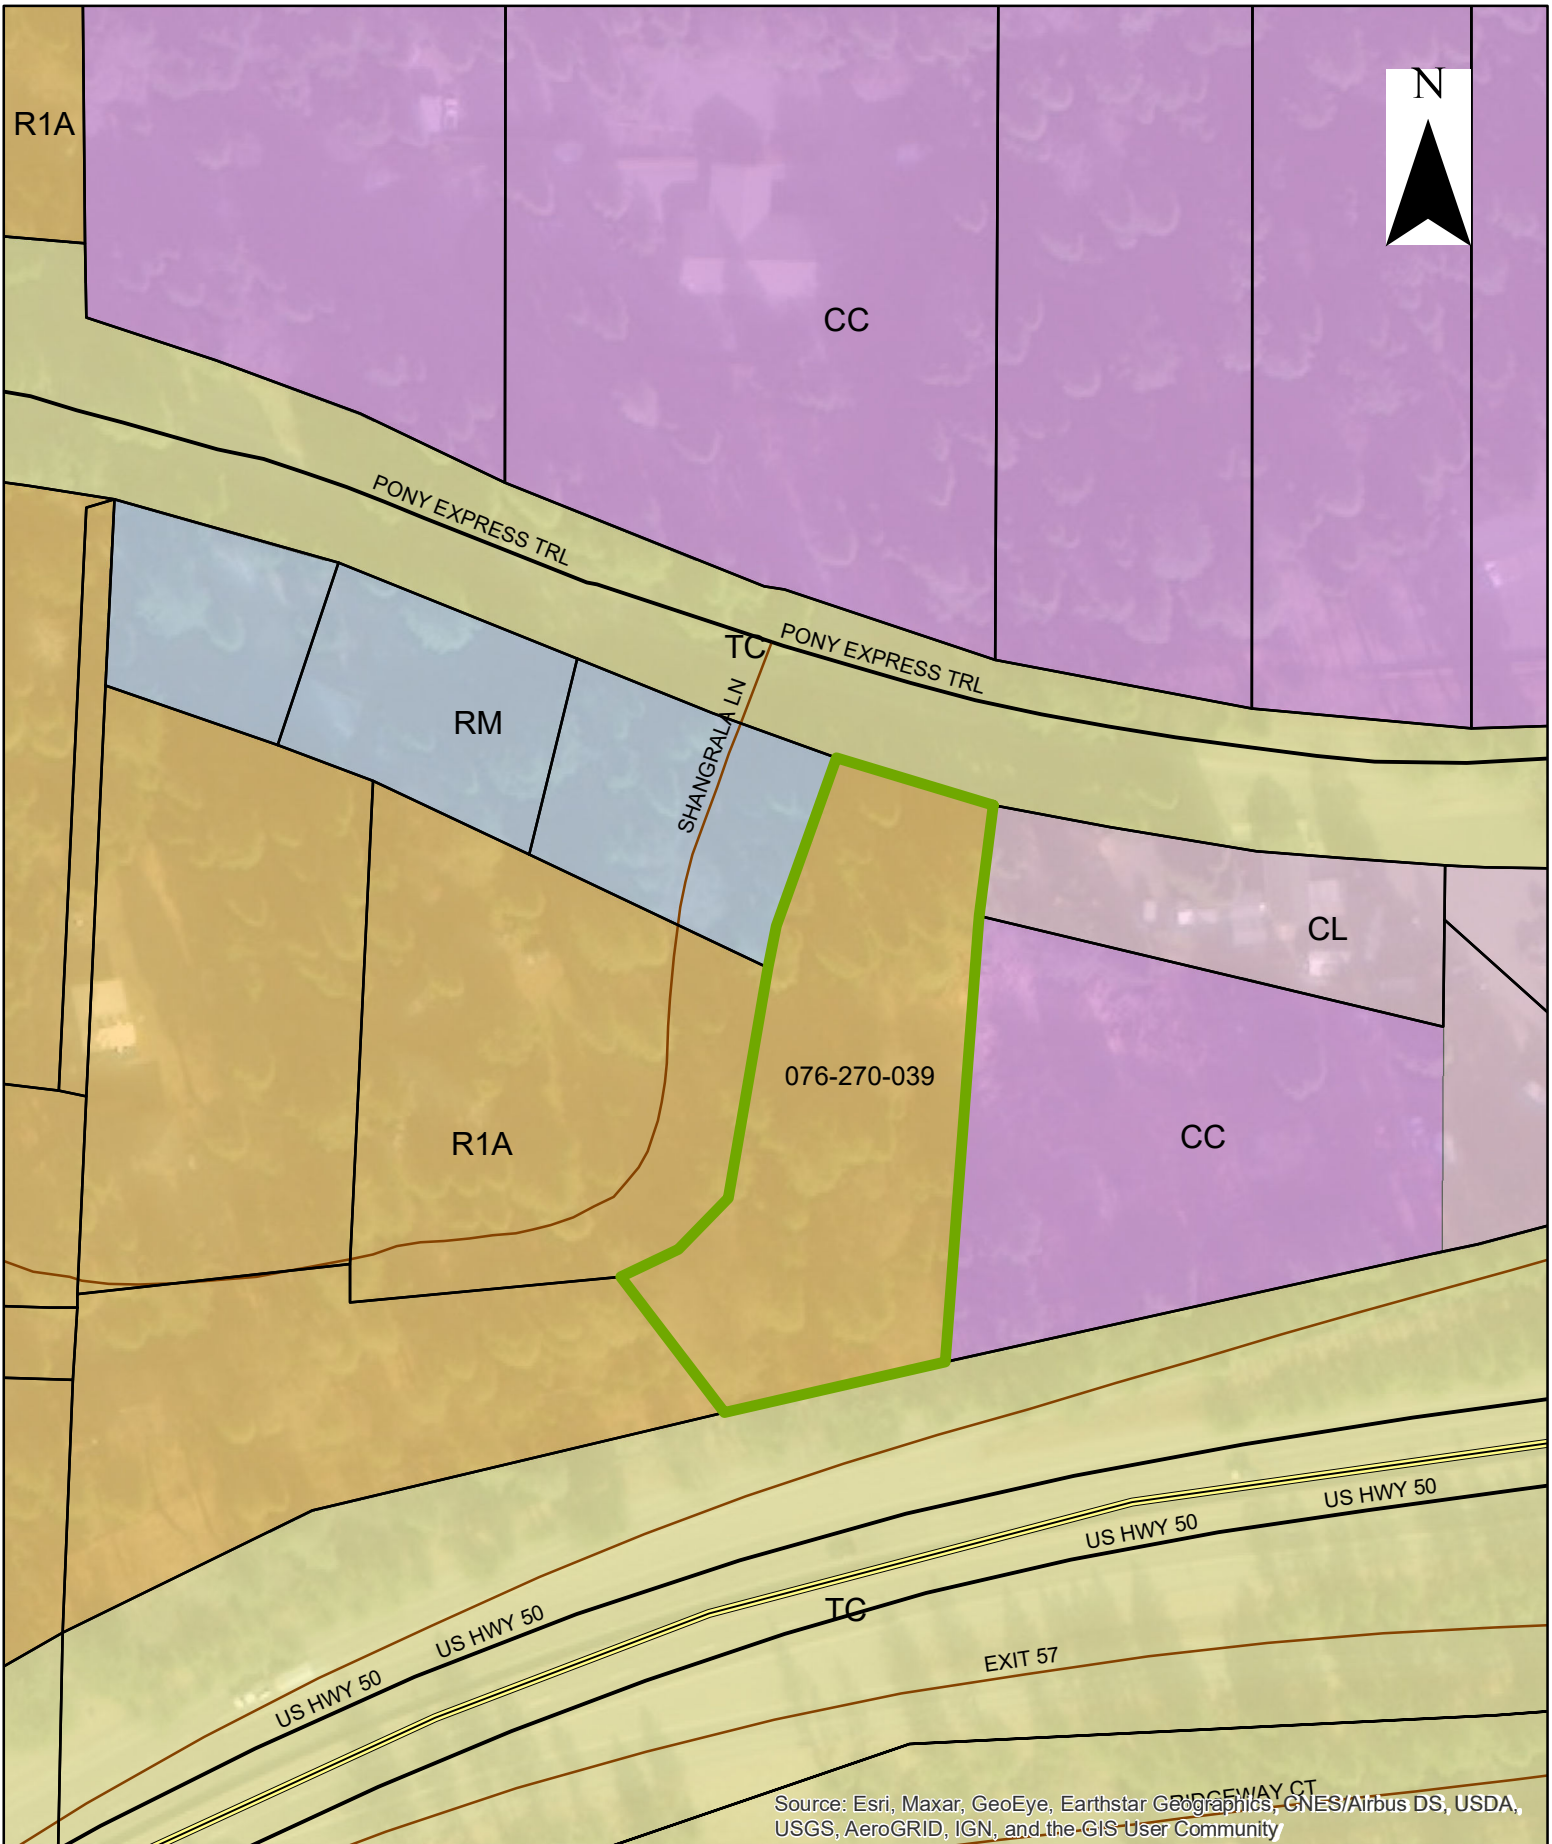 N
R1A
CC
PONY EXPRESS TRL
TC
PONY EXPRESS TRL
RM
SHANGRALA LN
CL
076-270-039
CC
R1A
US HWY 50
US HWY 50
TC
US HWY 50
EXIT 57
US HWY 50
RIDGEWAY CT
Source: Esri, Maxar, GeoEye, Earthstar Geographics, CNES/Airbus DS, USDA,
USGS, AeroGRID, IGN, and the GIS User Community